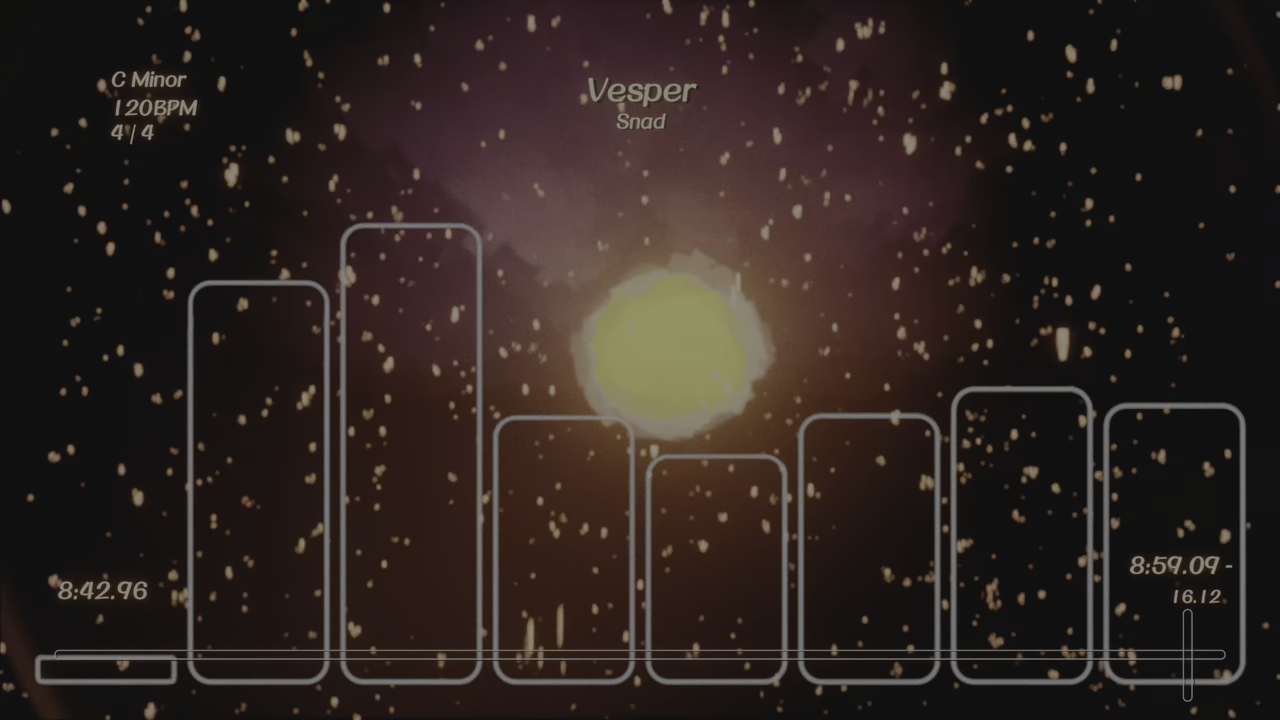 C Minor
120BPM
4|4
Vesper
Snad
8:42.96
8:59.09 -
16.12